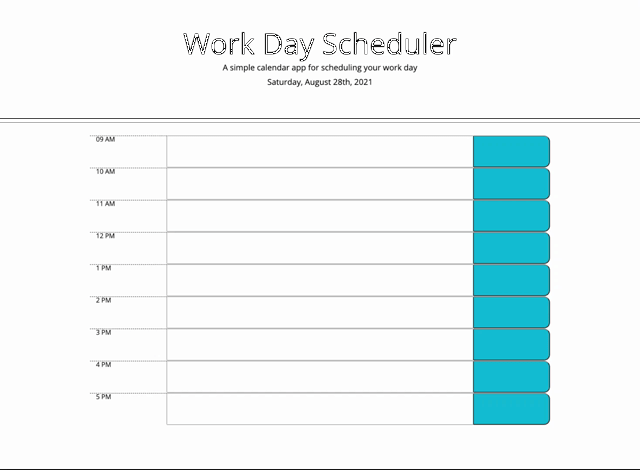 Work Day Scheduler
A simple calendar app for scheduling your work day
Saturday, August 28th, 2021
09 AM
10 AM
11 AM
12 PM
1 PM
2 PM
3 PM
4 PM
5 PM